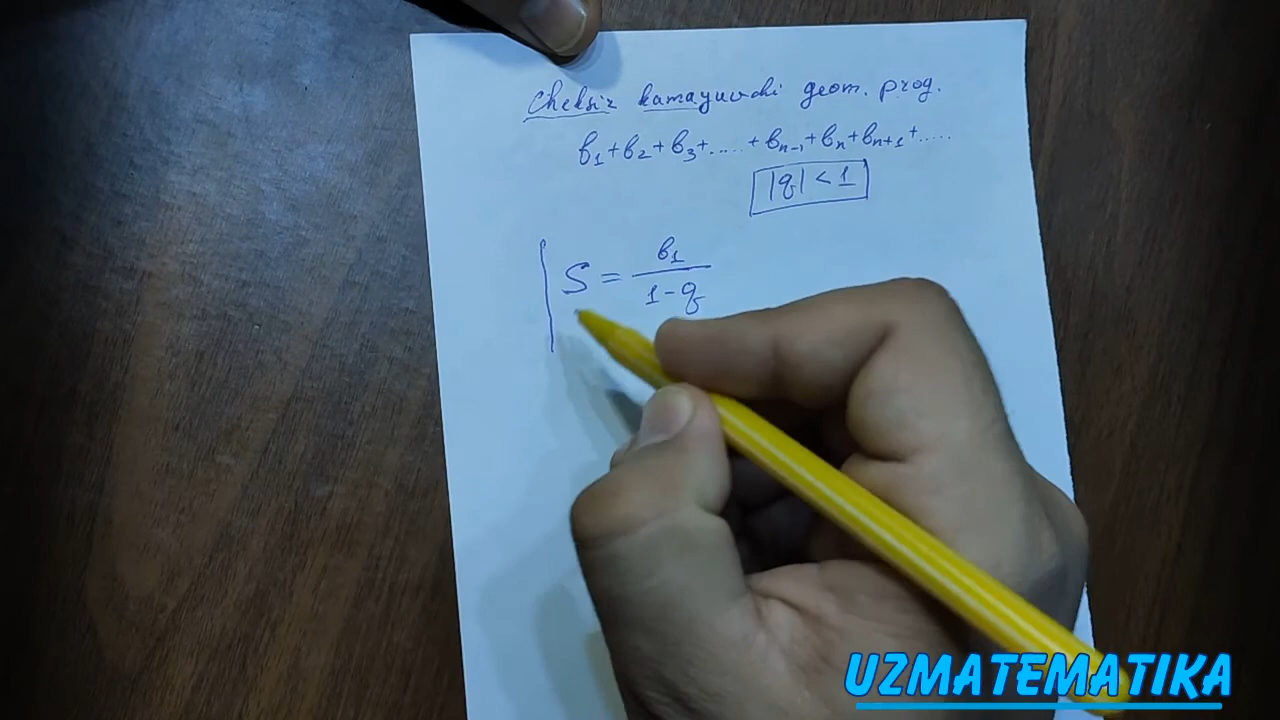 Cheksiz kamayuvchi geom. prog.
b₁+b₂+b₃+....+bₙ₋₁+bₙ+bₙ₊₁+.....
|q|<1
S = b₁/(1-q)
UZMATEMATIKA